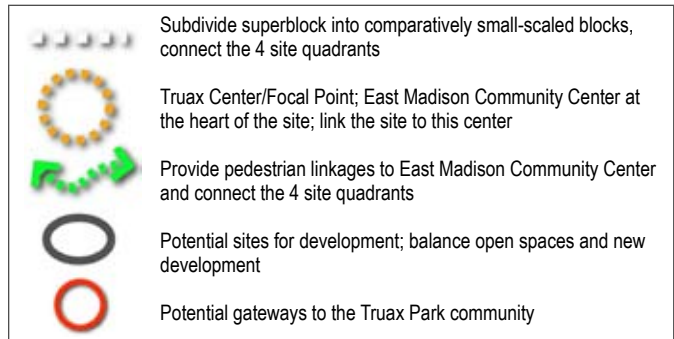 Subdivide superblock into comparatively small-scaled blocks,
connect the 4 site quadrants
Truax Center/Focal Point; East Madison Community Center at
the heart of the site; link the site to this center
Provide pedestrian linkages to East Madison Community Center
and connect the 4 site quadrants
Potential sites for development; balance open spaces and new
development
Potential gateways to the Truax Park community